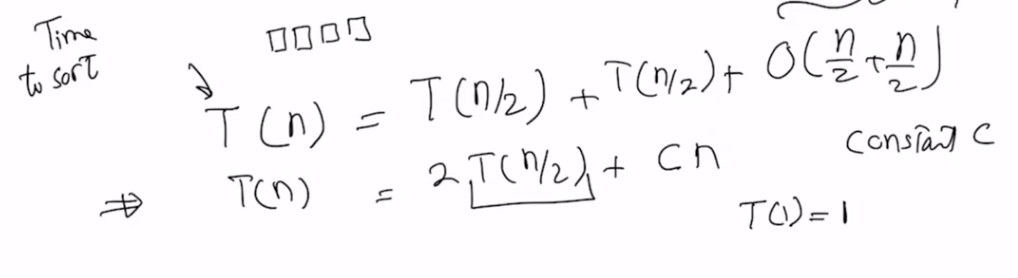 Time
to sort
T(n) = T(n/2) + T(n/2) + O(n/2 + n/2)
constant C
⇒ T(n) = 2T(n/2) + Cn
T(1) = 1